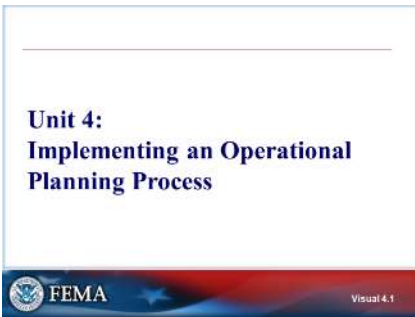 Unit 4:
Implementing an Operational
Planning Process
FEMA
Visual 4.1